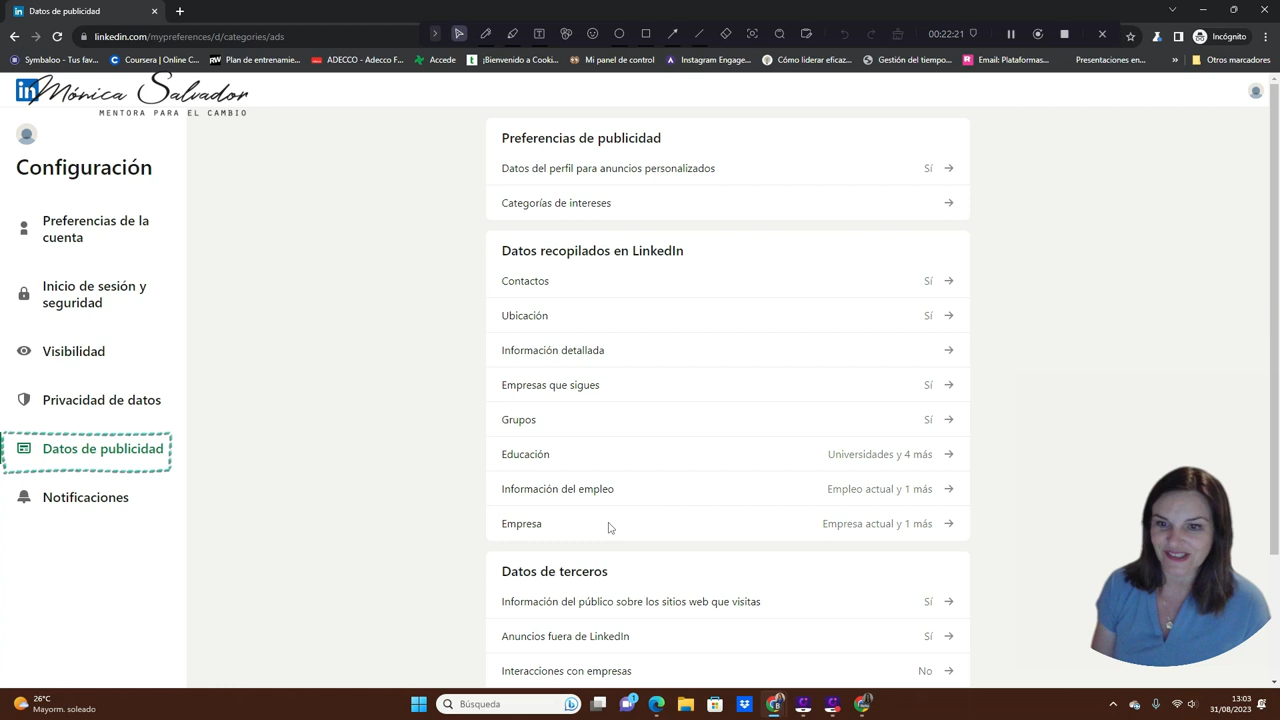 Datos de publicidad
00:22:21
linkedin.com/mypreferences/d/categories/ads
Incógnito
Symbaloo - Tus fav...
Coursera | Online C...
Plan de entrenamie...
ADECCO - Adecco F...
Accede
¡Bienvenido a Cooki...
Mi panel de control
Instagram Engage...
Cómo liderar eficaz...
Gestión del tiempo...
Email: Plataformas...
Presentaciones en...
»
Otros marcadores
in
Mónica Salvador
MENTORA PARA EL CAMBIO
Configuración
Preferencias de la
cuenta
Inicio de sesión y
seguridad
Visibilidad
Privacidad de datos
Datos de publicidad
Notificaciones
Preferencias de publicidad
Datos del perfil para anuncios personalizados Sí
Categorías de intereses
Datos recopilados en LinkedIn
Contactos Sí
Ubicación Sí
Información detallada
Empresas que sigues Sí
Grupos Sí
Educación Universidades y 4 más
Información del empleo Empleo actual y 1 más
Empresa Empresa actual y 1 más
Datos de terceros
Información del público sobre los sitios web que visitas Sí
Anuncios fuera de LinkedIn Sí
Interacciones con empresas No
26°C
Mayorm. soleado
Búsqueda
1
13:03
31/08/2023